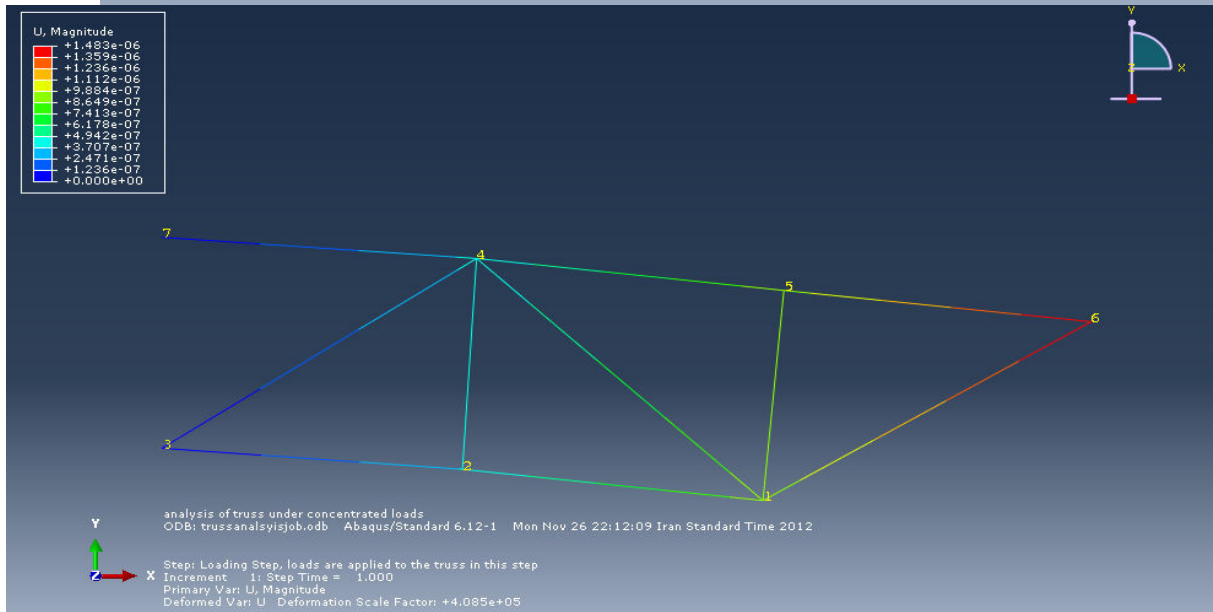 U, Magnitude
+1.483e-06
+1.359e-06
+1.236e-06
+1.112e-06
+9.884e-07
+8.649e-07
+7.413e-07
+6.178e-07
+4.942e-07
+3.707e-07
+2.471e-07
+1.236e-07
+0.000e+00
Y
Z
X
7
4
5
6
3
2
1
analysis of truss under concentrated loads
ODB: trussanalsyisjob.odb Abaqus/Standard 6.12-1 Mon Nov 26 22:12:09 Iran Standard Time 2012
Y
Z
X
Step: Loading Step, loads are applied to the truss in this step
Increment 1: Step Time = 1.000
Primary Var: U, Magnitude
Deformed Var: U Deformation Scale Factor: +4.085e+05